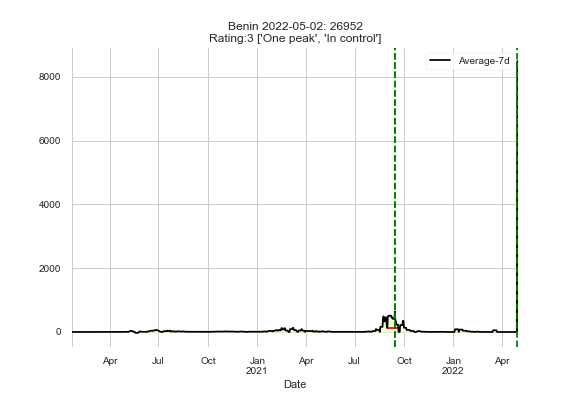 Benin 2022-05-02: 26952
Rating:3 ['One peak', 'In control']
Average-7d
8000
6000
4000
2000
0
Apr Jul Oct Jan Apr Jul Oct Jan Apr
2021 2022
Date